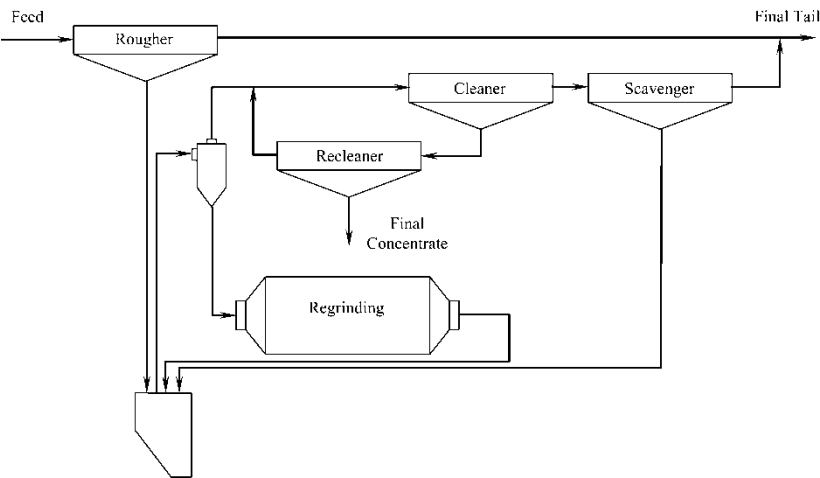 Feed
Final Tail
Rougher
Cleaner
Scavenger
Recleaner
Final
Concentrate
Regrinding